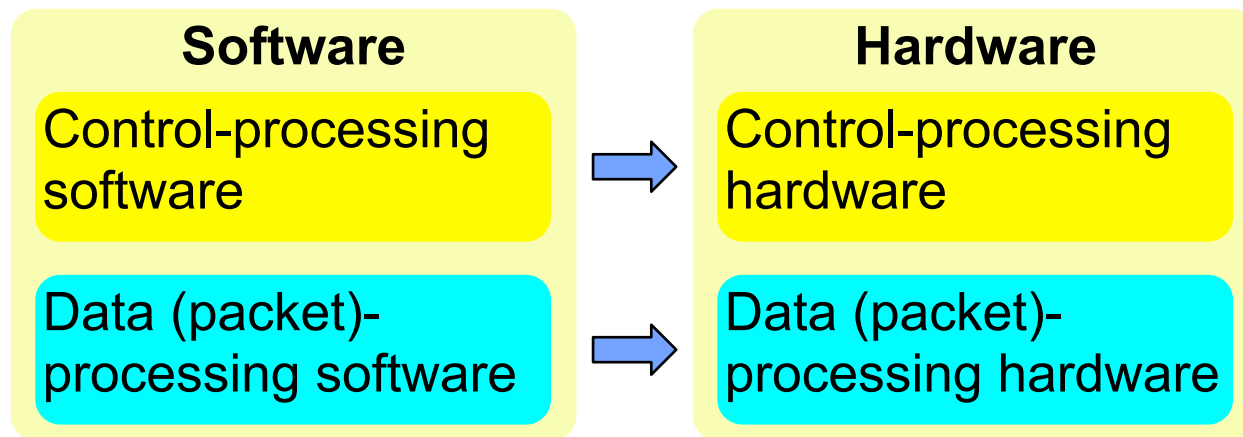 Software
Control-processing
software
Data (packet)-
processing software
Hardware
Control-processing
hardware
Data (packet)-
processing hardware